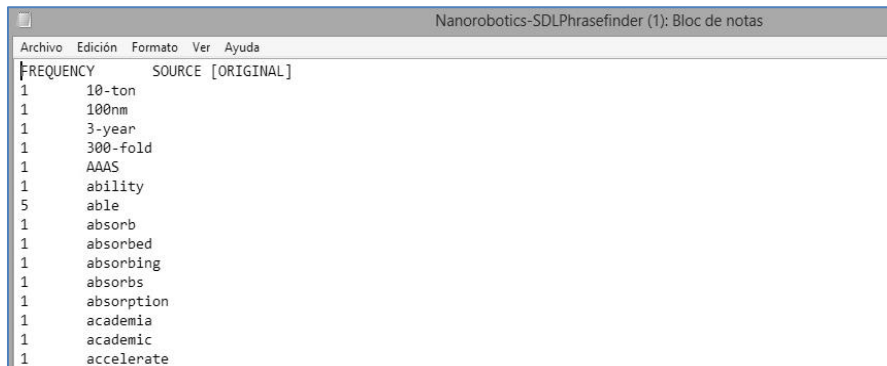 Nanorobotics-SDLPhrasefinder (1): Bloc de notas
Archivo Edición Formato Ver Ayuda
FREQUENCY SOURCE [ORIGINAL]
1 10-ton
1 100nm
1 3-year
1 300-fold
1 AAAS
1 ability
5 able
1 absorb
1 absorbed
1 absorbing
1 absorbs
1 absorption
1 academia
1 academic
1 accelerate